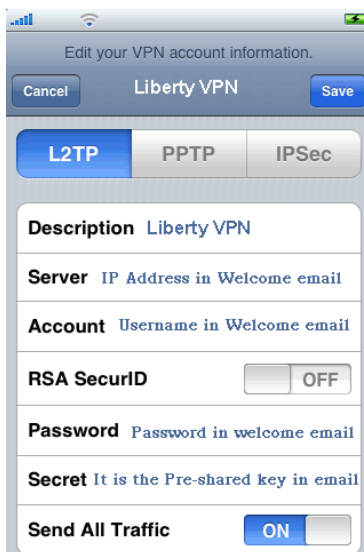 Edit your VPN account information.
Cancel Liberty VPN Save
L2TP PPTP IPSec
Description Liberty VPN
Server IP Address in Welcome email
Account Username in Welcome email
RSA SecurID OFF
Password Password in welcome email
Secret It is the Pre-shared key in email
Send All Traffic ON